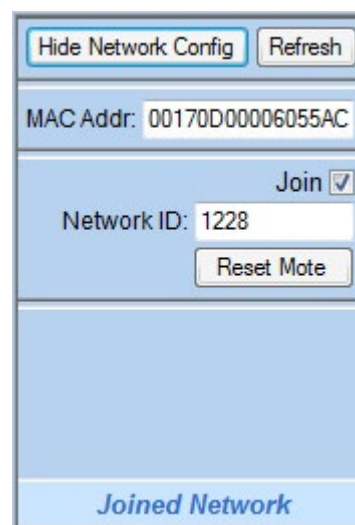 Hide Network Config Refresh
MAC Addr: 00170D00006055AC
Join
Network ID: 1228
Reset Mote
Joined Network